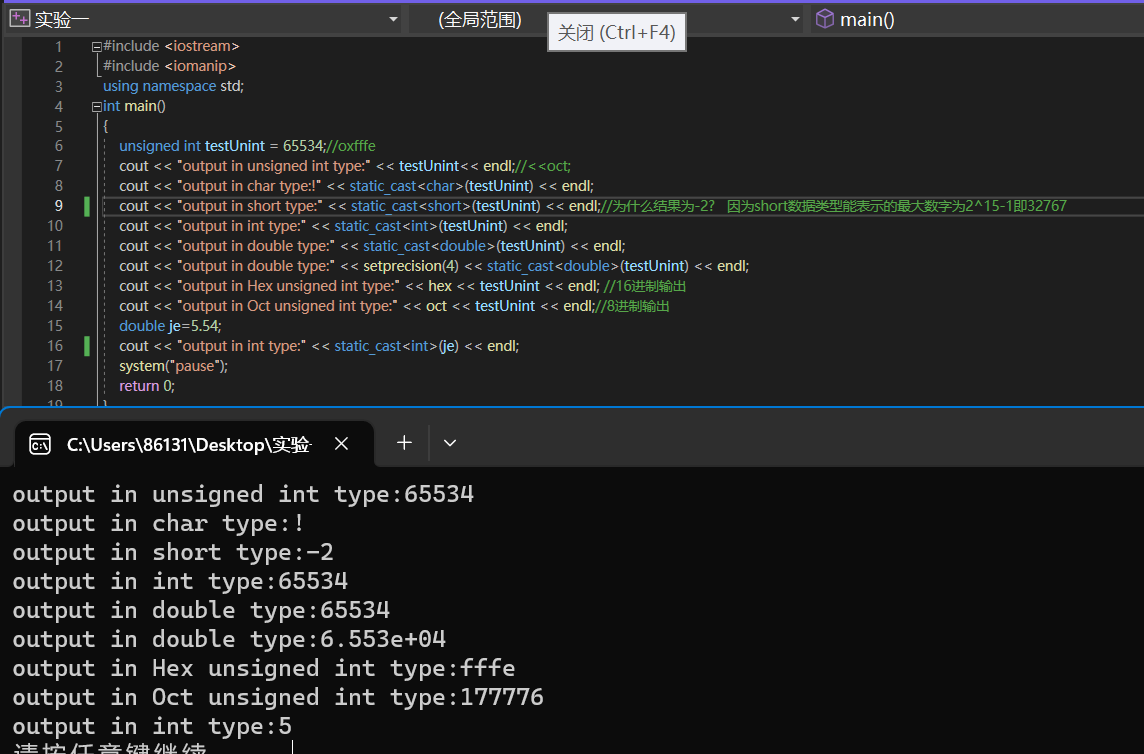 实验一 (全局范围) main()
关闭 (Ctrl+F4)
1 #include <iostream>
2 #include <iomanip>
3 using namespace std;
4 int main()
5 {
6 unsigned int testUnint = 65534;//oxfffe
7 cout << "output in unsigned int type:" << testUnint<< endl;//<<oct;
8 cout << "output in char type:!" << static_cast<char>(testUnint) << endl;
9 cout << "output in short type:" << static_cast<short>(testUnint) << endl;//为什么结果为-2? 因为short数据类型能表示的最大数字为2^15-1即32767
10 cout << "output in int type:" << static_cast<int>(testUnint) << endl;
11 cout << "output in double type:" << static_cast<double>(testUnint) << endl;
12 cout << "output in double type:" << setprecision(4) << static_cast<double>(testUnint) << endl;
13 cout << "output in Hex unsigned int type:" << hex << testUnint << endl; //16进制输出
14 cout << "output in Oct unsigned int type:" << oct << testUnint << endl;//8进制输出
15 double je=5.54;
16 cout << "output in int type:" << static_cast<int>(je) << endl;
17 system("pause");
18 return 0;
19 }
C:\Users\86131\Desktop\实验
output in unsigned int type:65534
output in char type:!
output in short type:-2
output in int type:65534
output in double type:65534
output in double type:6.553e+04
output in Hex unsigned int type:fffe
output in Oct unsigned int type:177776
output in int type:5
请按任意键继续